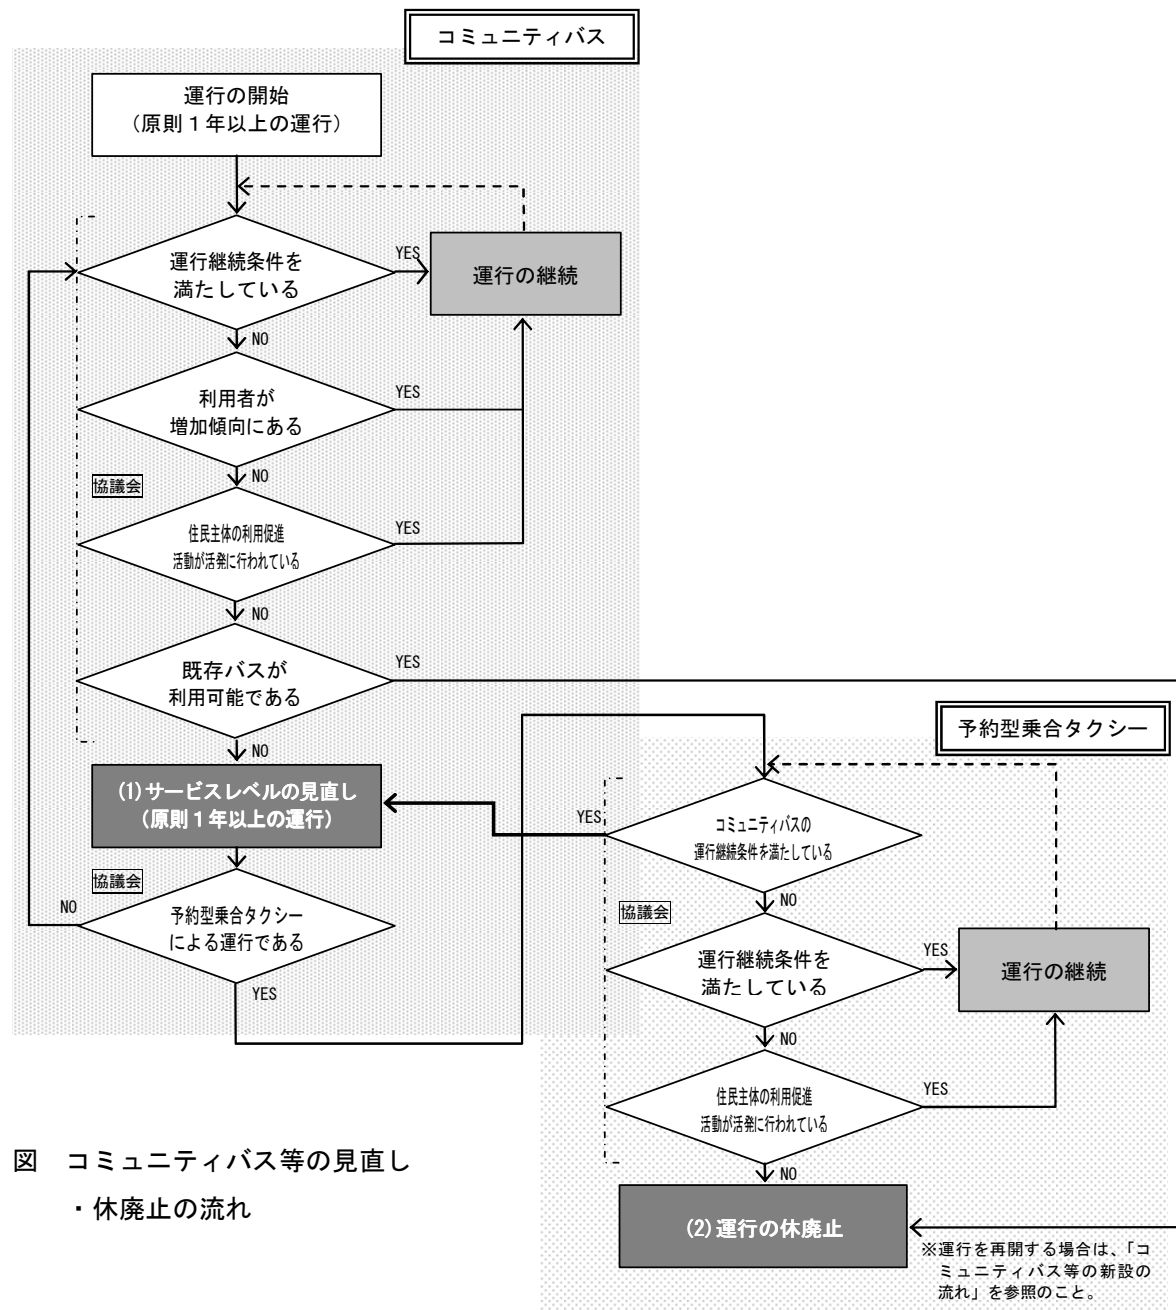 コミュニティバス
運行の開始
（原則１年以上の運行）
運行継続条件を
満たしている
YES
運行の継続
NO
利用者が
増加傾向にある
YES
NO
協議会
住民主体の利用促進
活動が活発に行われている
YES
NO
既存バスが
利用可能である
YES
NO
(1)サービスレベルの見直し
（原則１年以上の運行）
協議会
NO
予約型乗合タクシー
による運行である
YES
予約型乗合タクシー
YES
コミュニティバスの
運行継続条件を満たしている
NO
協議会
運行継続条件を
満たしている
YES
運行の継続
NO
住民主体の利用促進
活動が活発に行われている
YES
NO
(2)運行の休廃止
※運行を再開する場合は、「コ
ミュニティバス等の新設の
流れ」を参照のこと。
図　コミュニティバス等の見直し
・休廃止の流れ